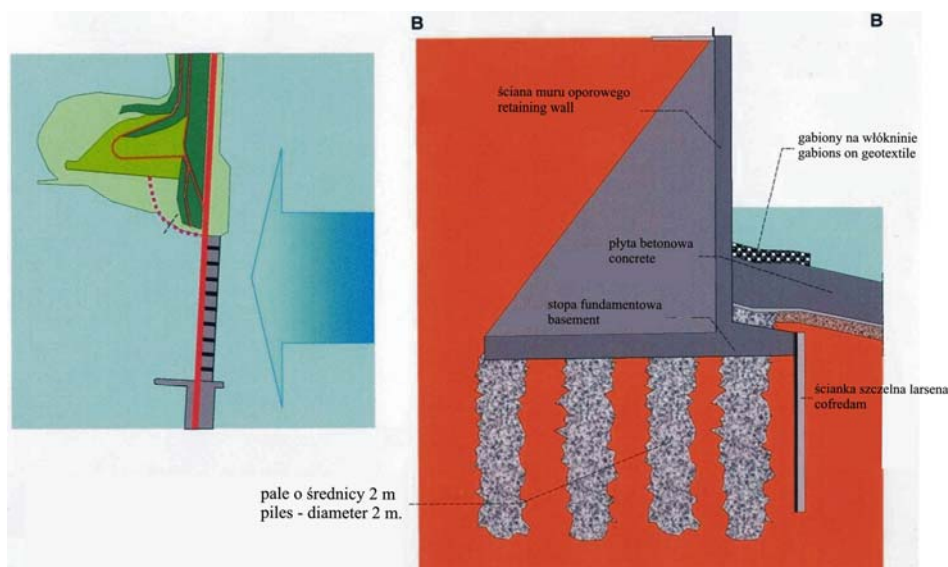 B
B
ściana muru oporowego
retaining wall
gabiony na włókninie
gabions on geotextile
płyta betonowa
concrete
stopa fundamentowa
basement
ścianka szczelna larsena
cofredam
pale o średnicy 2 m
piles - diameter 2 m.